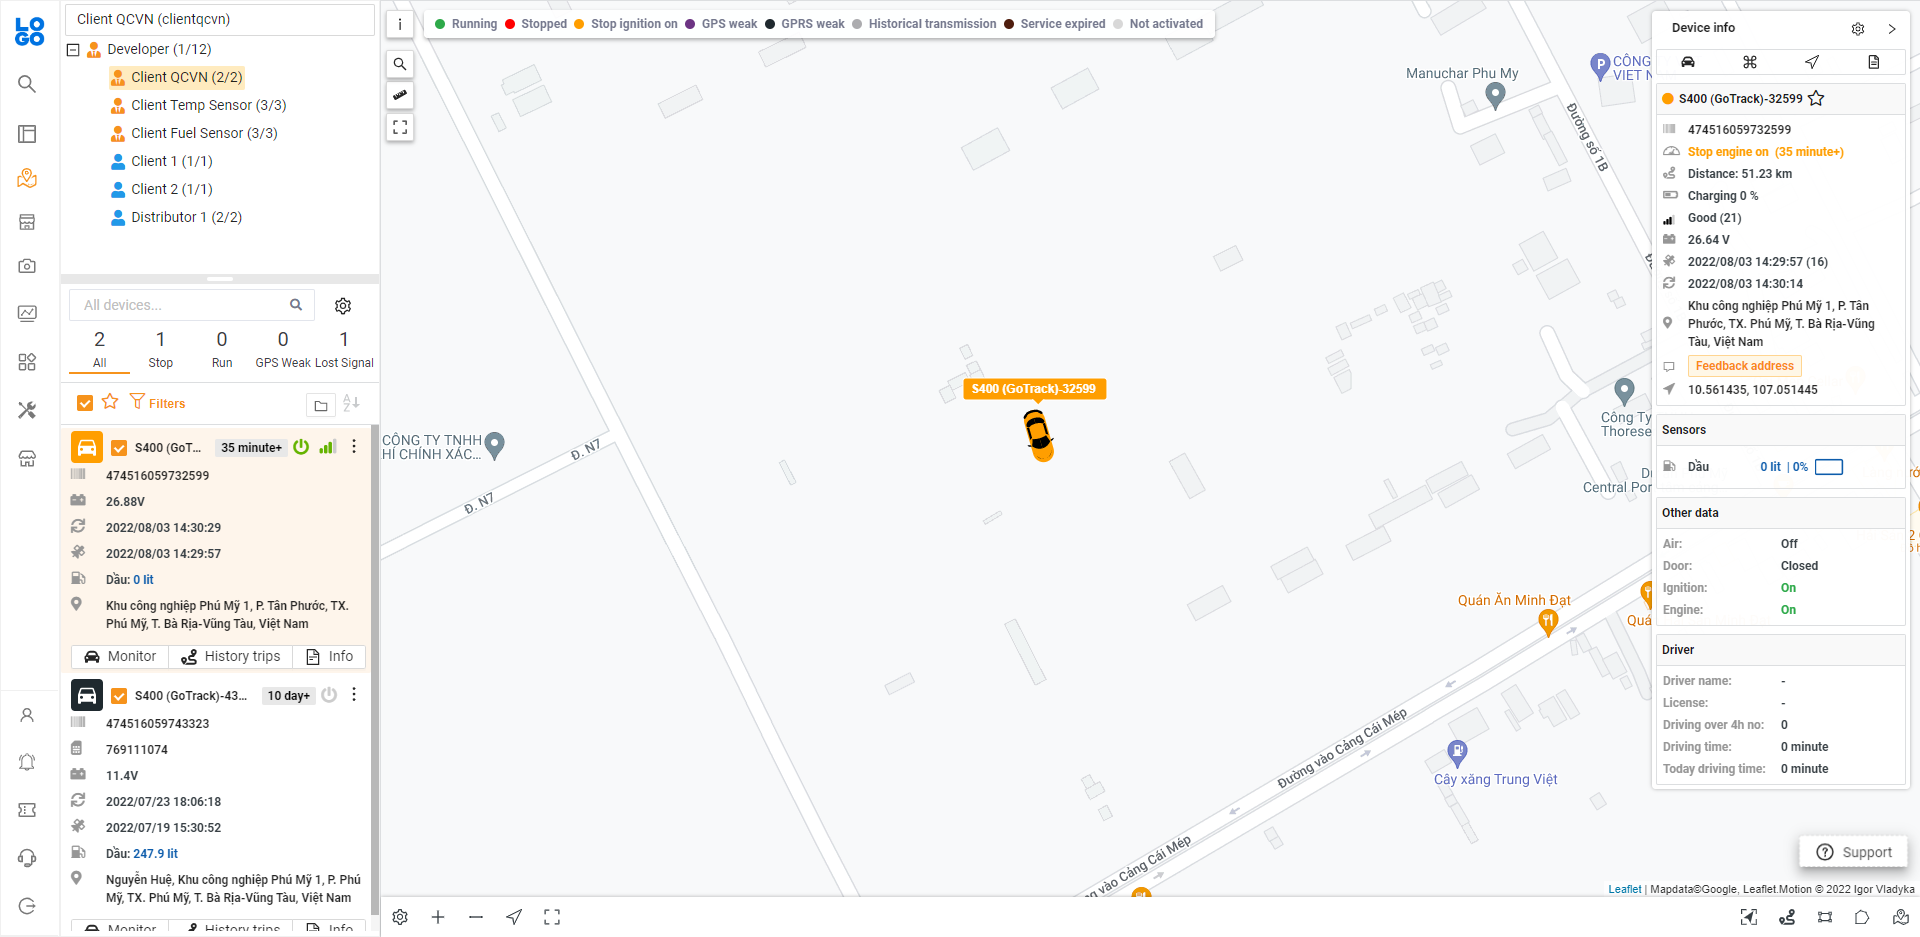 LO
GO
Client QCVN (clientqcvn)
Developer (1/12)
Client QCVN (2/2)
Client Temp Sensor (3/3)
Client Fuel Sensor (3/3)
Client 1 (1/1)
Client 2 (1/1)
Distributor 1 (2/2)
All devices...
2 1 0 0 1
All Stop Run GPS Weak Lost Signal
Filters
S400 (GoT... 35 minute+
474516059732599
26.88V
2022/08/03 14:30:29
2022/08/03 14:29:57
Dầu: 0 lit
Khu công nghiệp Phú Mỹ 1, P. Tân Phước, TX.
Phú Mỹ, T. Bà Rịa-Vũng Tàu, Việt Nam
Monitor History trips Info
S400 (GoTrack)-43... 10 day+
474516059743323
769111074
11.4V
2022/07/23 18:06:18
2022/07/19 15:30:52
Dầu: 247.9 lit
Nguyễn Huệ, Khu công nghiệp Phú Mỹ 1, P. Phú
Mỹ, TX. Phú Mỹ, T. Bà Rịa-Vũng Tàu, Việt Nam
Monitor History trips Info
i
Running Stopped Stop ignition on GPS weak GPRS weak Historical transmission Service expired Not activated
Manuchar Phu My
P CÔNG
VIET N
Đường số 1B
S400 (GoTrack)-32599
CÔNG TY TNHH
HÍ CHÍNH XÁC...
Đ. N7
Đ. N7
Công Ty
Thorese
Central Por
Quán Ăn Minh Đạt
Quá
Đường vào Cảng Cái Mép
Cây xăng Trung Việt
ng vào Cảng Cái Mép
Device info
S400 (GoTrack)-32599
474516059732599
Stop engine on (35 minute+)
Distance: 51.23 km
Charging 0 %
Good (21)
26.64 V
2022/08/03 14:29:57 (16)
2022/08/03 14:30:14
Khu công nghiệp Phú Mỹ 1, P. Tân
Phước, TX. Phú Mỹ, T. Bà Rịa-Vũng
Tàu, Việt Nam
Feedback address
10.561435, 107.051445
Sensors
Dầu 0 lit | 0%
Other data
Air: Off
Door: Closed
Ignition: On
Engine: On
Driver
Driver name: -
License: -
Driving over 4h no: 0
Driving time: 0 minute
Today driving time: 0 minute
Support
Leaflet | Mapdata©Google, Leaflet.Motion © 2022 Igor Vladyka